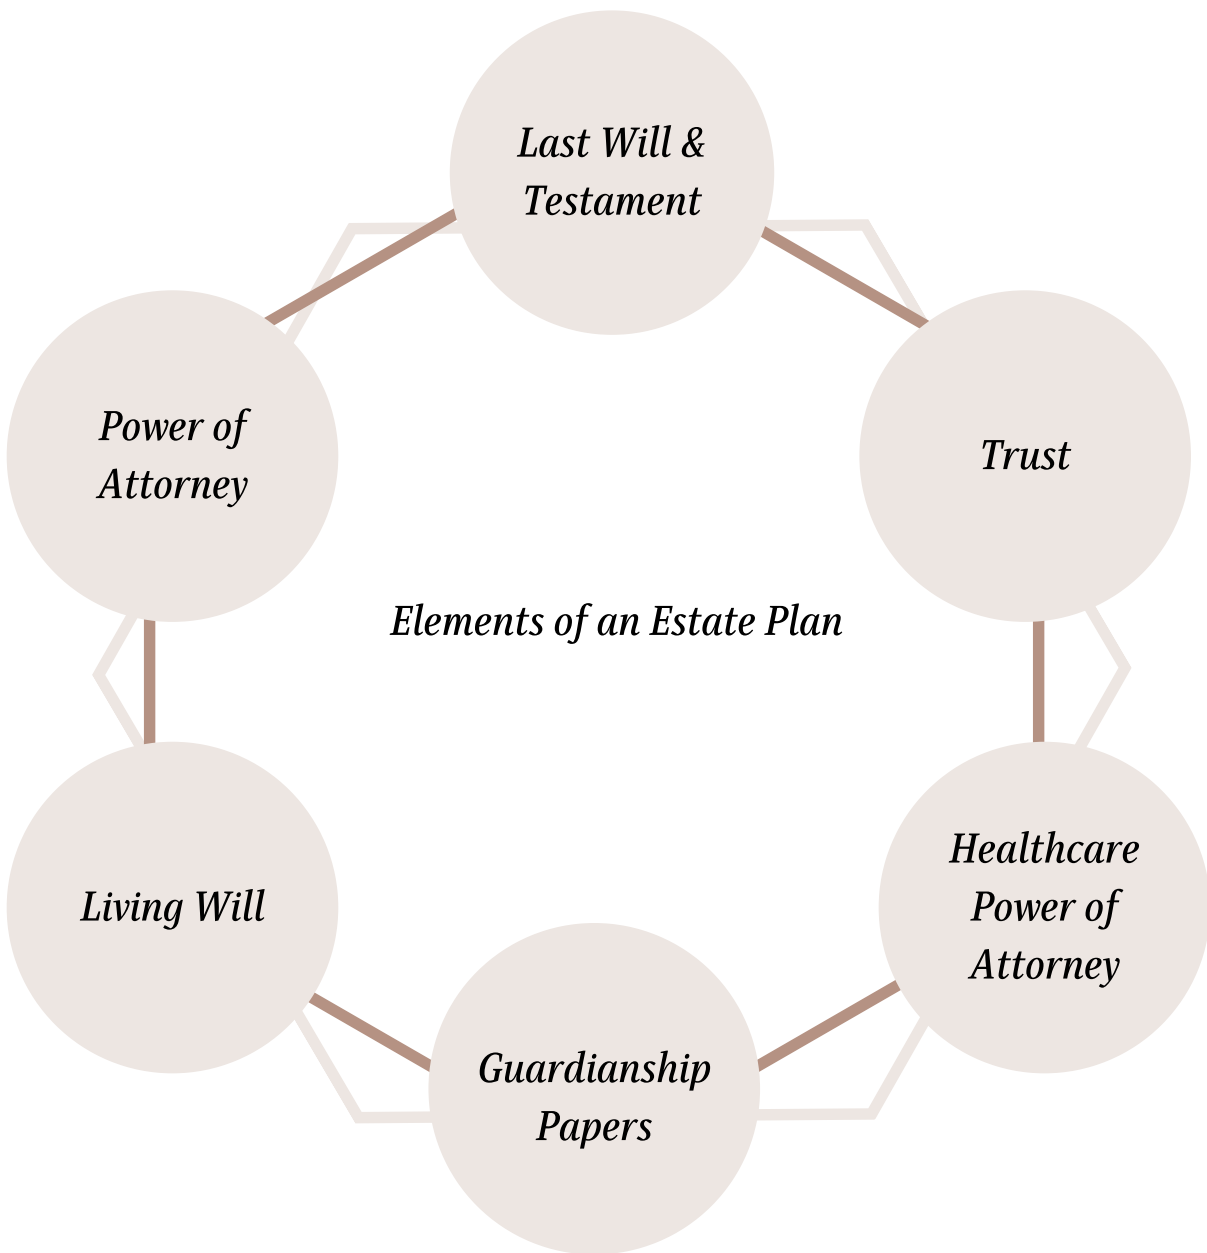 Last Will &
Testament
Power of
Attorney
Trust
Elements of an Estate Plan
Living Will
Healthcare
Power of
Attorney
Guardianship
Papers